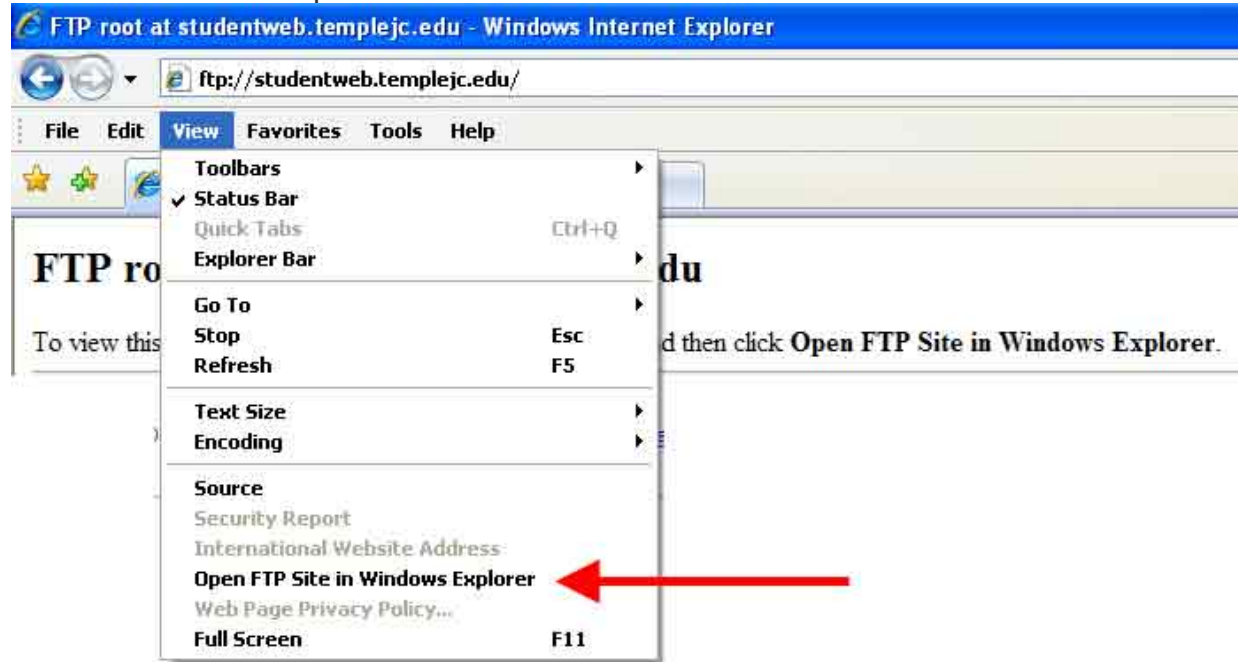 FTP root at studentweb.templejc.edu - Windows Internet Explorer
ftp://studentweb.templejc.edu/
File Edit View Favorites Tools Help
Toolbars
Status Bar
Quick Tabs Ctrl+Q
Explorer Bar
FTP ro du
Go To
Stop Esc
To view this d then click Open FTP Site in Windows Explorer.
Refresh F5
Text Size
Encoding
Source
Security Report
International Website Address
Open FTP Site in Windows Explorer
Web Page Privacy Policy...
Full Screen F11